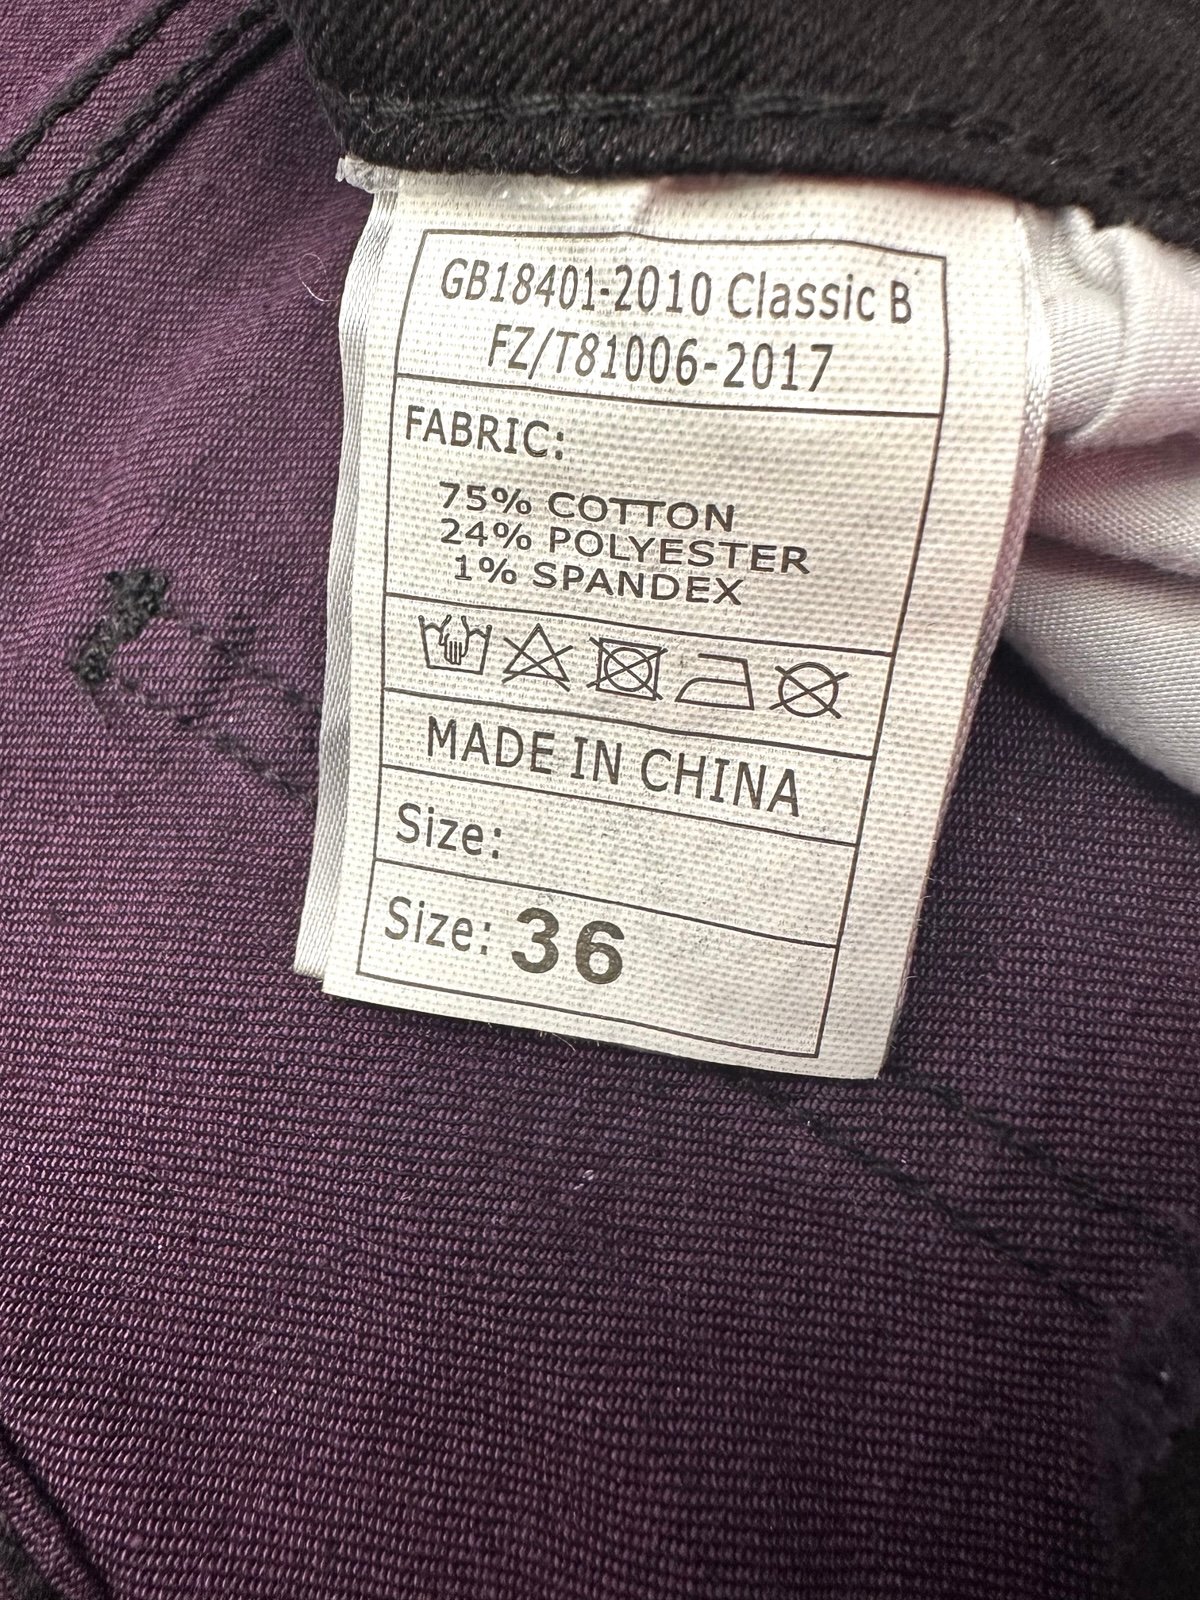 GB18401-2010 Classic B
FZ/T81006-2017
FABRIC:
75% COTTON
24% POLYESTER
1% SPANDEX
MADE IN CHINA
Size:
Size: 36